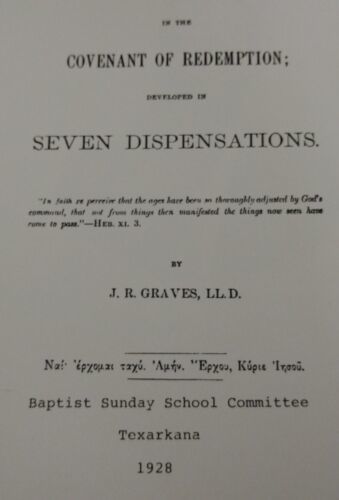 IN THE
COVENANT OF REDEMPTION;
DEVELOPED IN
SEVEN DISPENSATIONS.
"In faith we perceive that the ages have been so thoroughly adjusted by God's
command, that not from things then manifested the things now seen have
come to pass."—HEB. XI. 3.
BY
J. R. GRAVES, LL.D.
Ναί· ἔρχομαι ταχύ. Ἀμήν. Ἔρχου, Κύριε Ἰησοῦ.
Baptist Sunday School Committee
Texarkana
1928